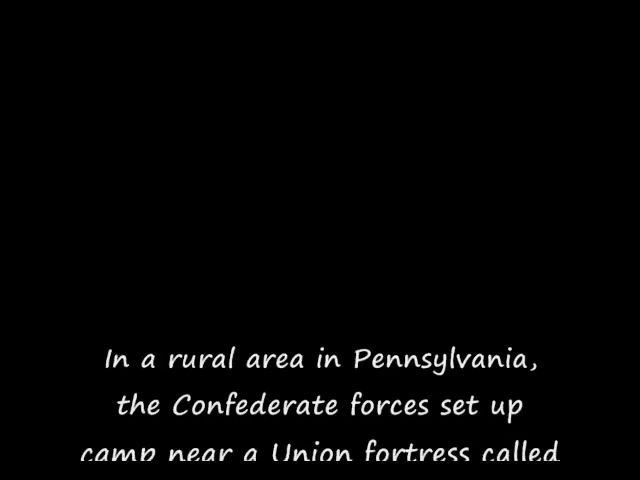 In a rural area in Pennsylvania,
the Confederate forces set up
camp near a Union fortress called